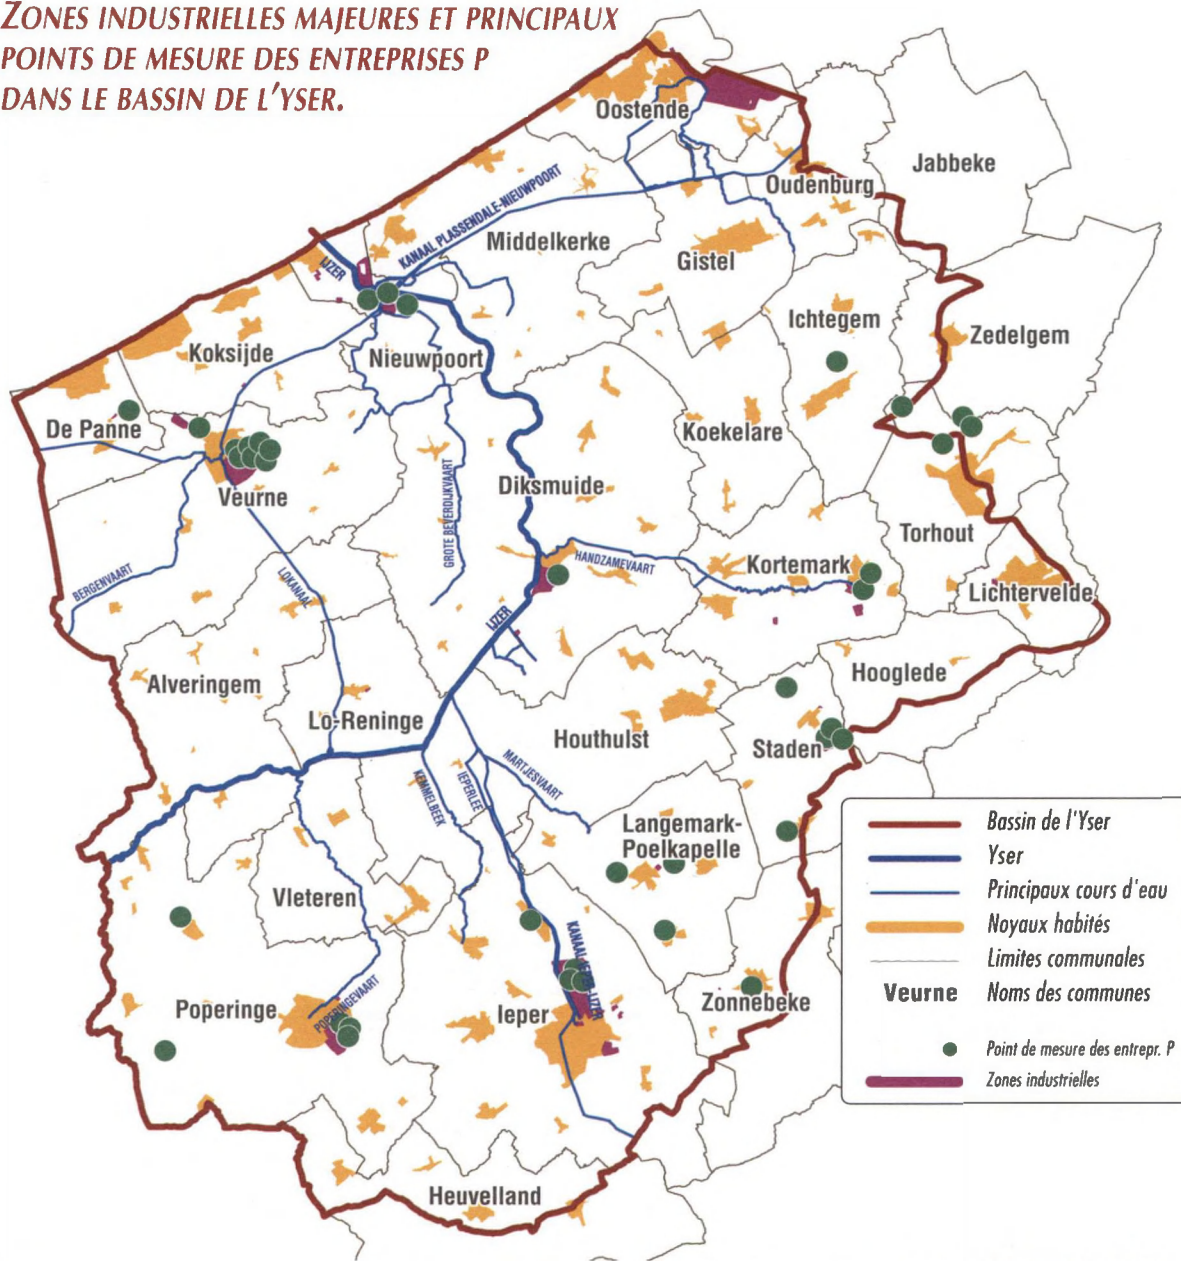 ZONES INDUSTRIELLES MAJEURES ET PRINCIPAUX
POINTS DE MESURE DES ENTREPRISES P
DANS LE BASSIN DE L'YSER.
Oostende
Jabbeke
Oudenburg
KANAAL PLASSENDALE-NIEUWPOORT
Middelkerke
Gistel
IJZER
Ichtegem
Zedelgem
Koksijde
Nieuwpoort
De Panne
Koekelare
Veurne
Diksmuide
GROTE BEVERDIJKVAART
Torhout
BERGENVAART
LOKANAAL
HANDZAMEVAART
Kortemark
Lichtervelde
IJZER
Alveringem
Hooglede
Lo-Reninge
Houthulst
Staden
KEMMELBEEK
IEPERLEE
MARTJESVAART
Langemark-
Poelkapelle
Vleteren
KANAAL IEPER-IJZER
Poperinge
POPERINGEVAART
Ieper
Zonnebeke
Heuvelland
Bassin de l'Yser
Yser
Principaux cours d'eau
Noyaux habités
Limites communales
Veurne Noms des communes
Point de mesure des entrepr. P
Zones industrielles